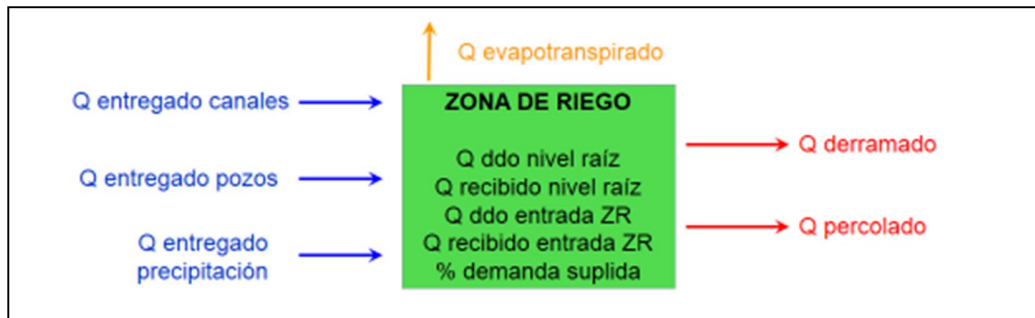 Q evapotranspirado
Q entregado canales
Q entregado pozos
Q entregado
precipitación
ZONA DE RIEGO
Q ddo nivel raíz
Q recibido nivel raíz
Q ddo entrada ZR
Q recibido entrada ZR
% demanda suplida
Q derramado
Q percolado